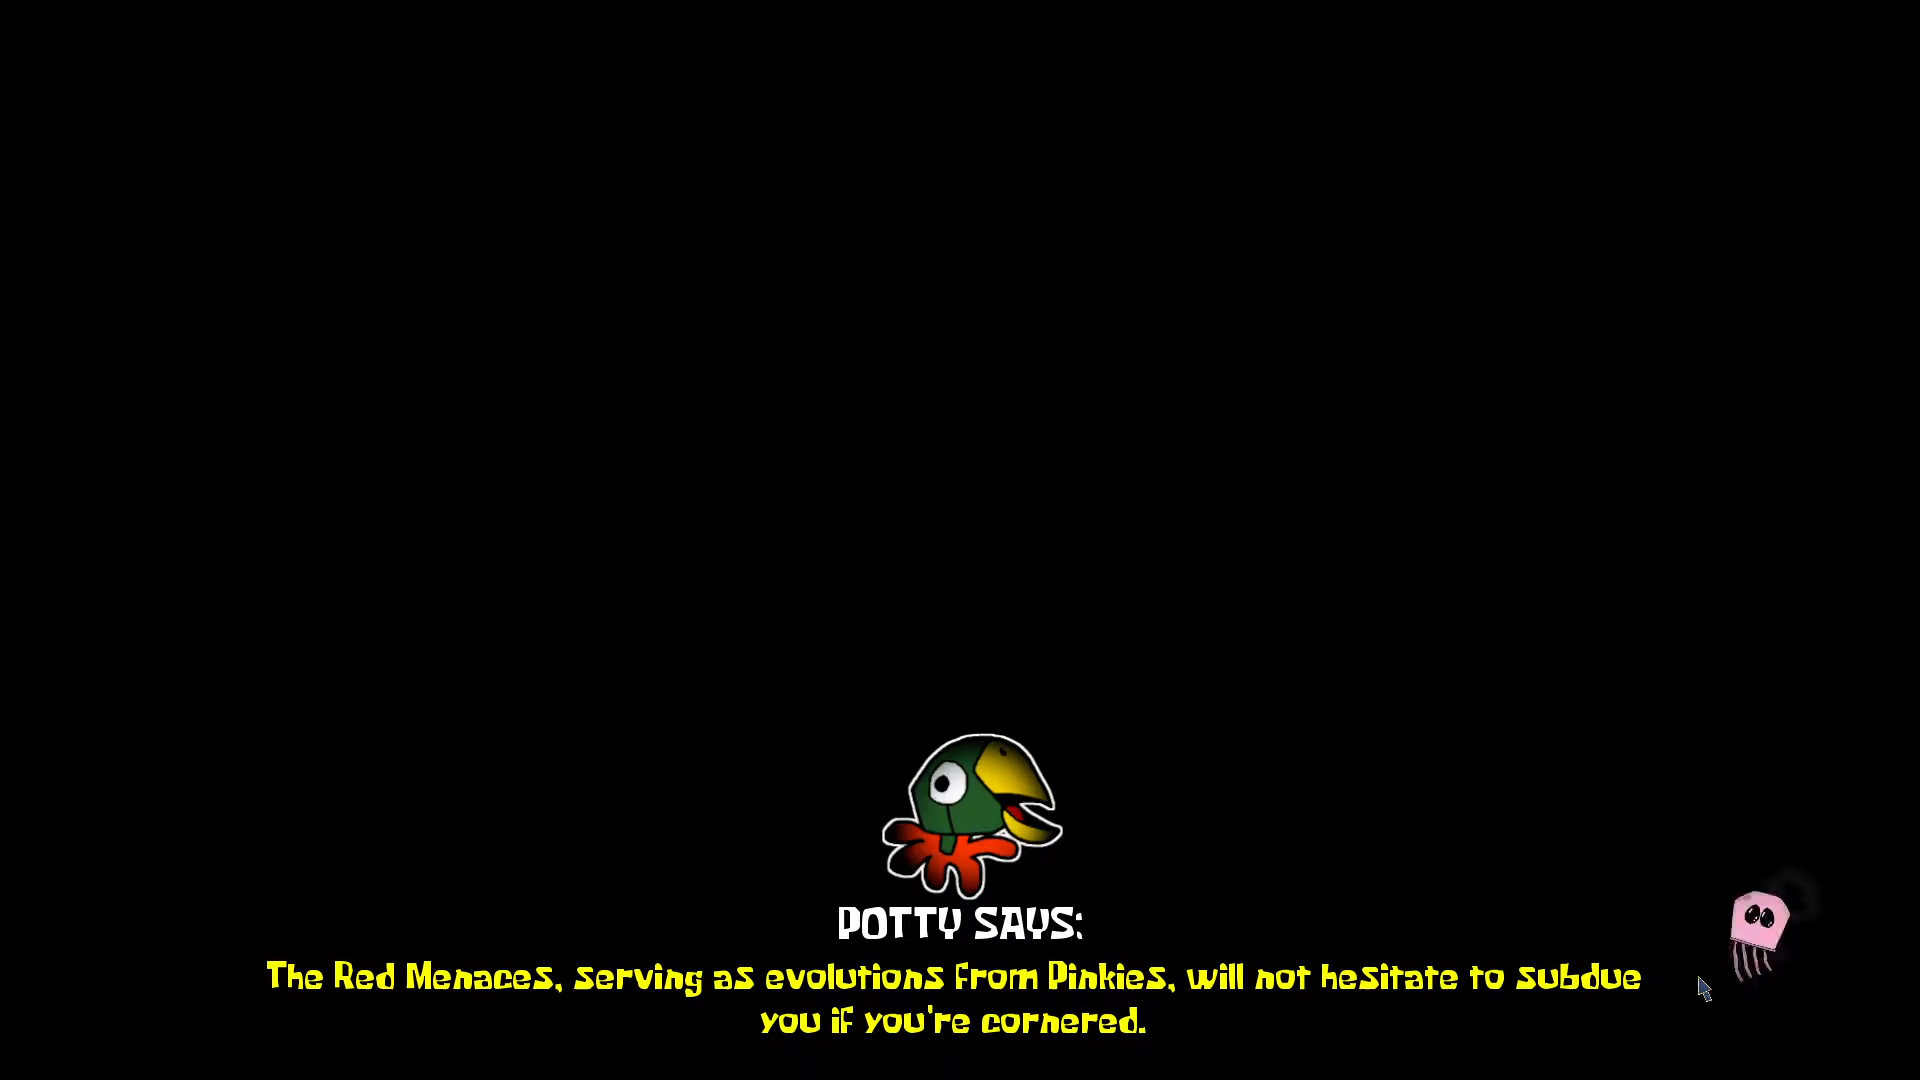 POTTY SAYS:
The Red Menaces, serving as evolutions from Pinkies, will not hesitate to subdue
you if you're cornered.